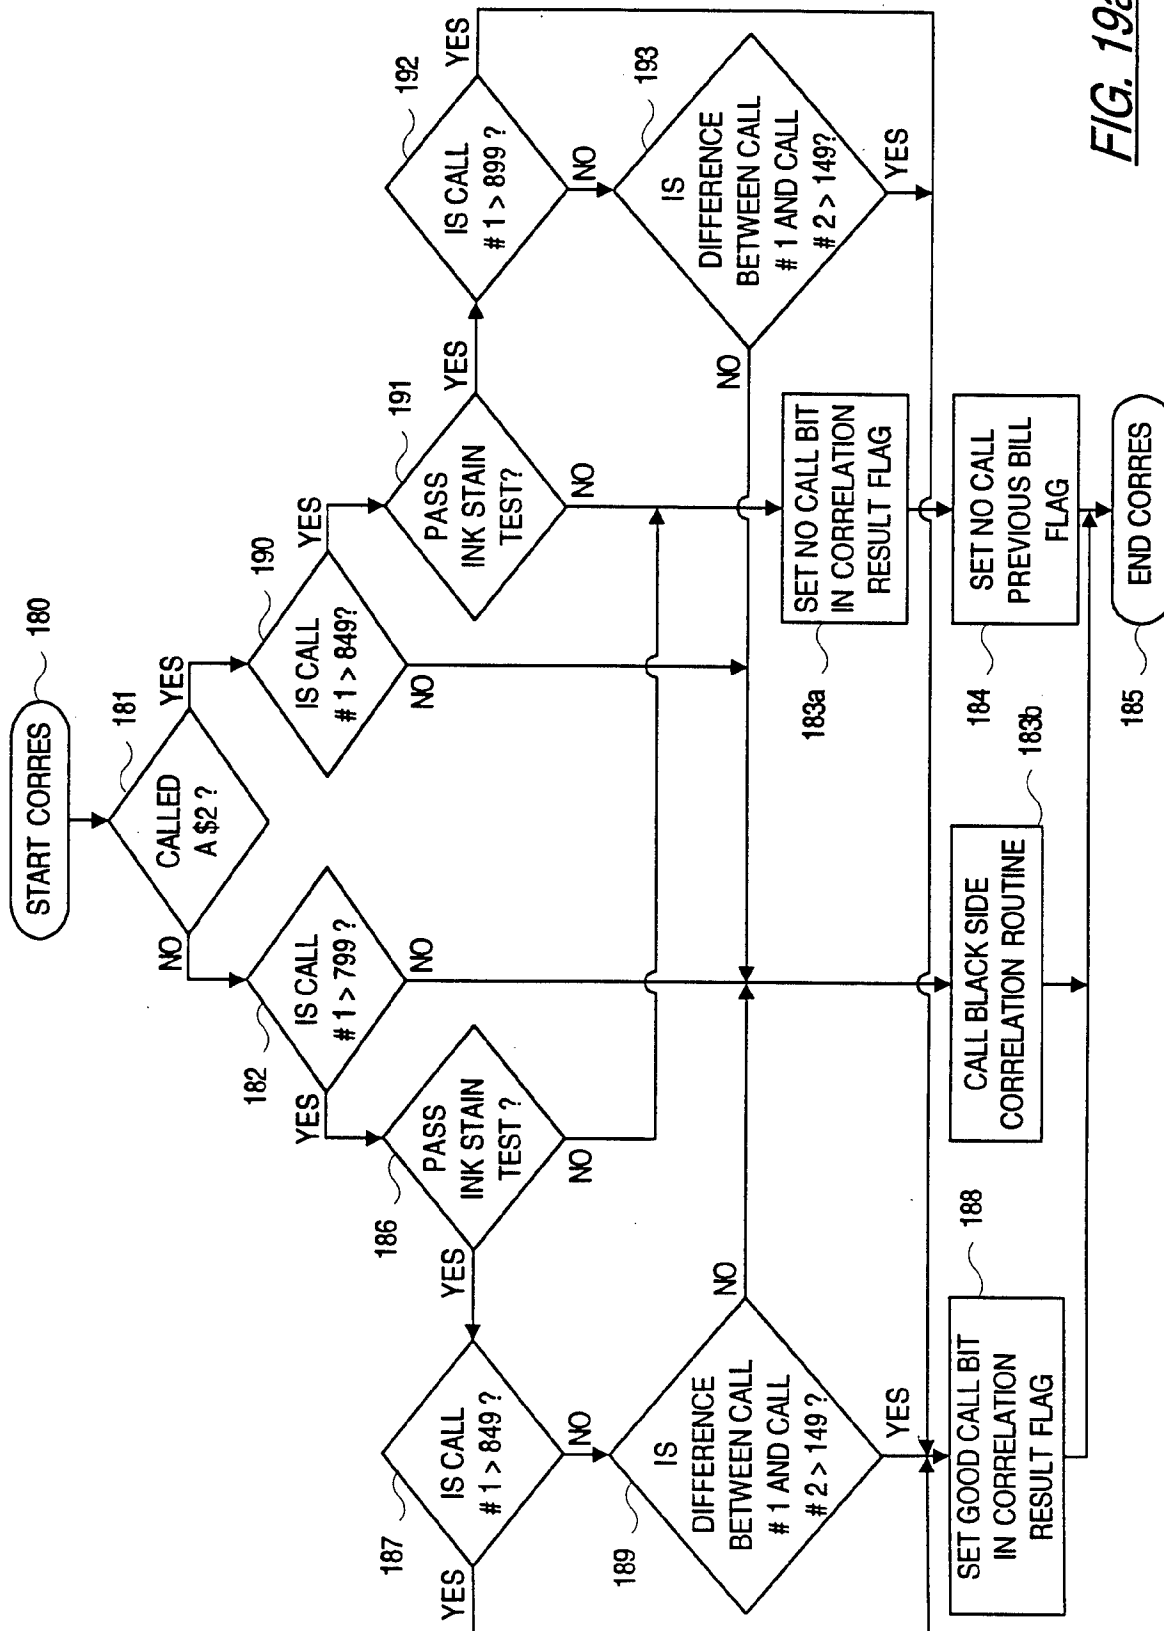 START CORRES
180
CALLED
A $2 ?
181
NO
YES
IS CALL
# 1 > 799 ?
182
YES
NO
IS CALL
# 1 > 849?
190
YES
NO
PASS
INK STAIN
TEST ?
186
YES
NO
PASS
INK STAIN
TEST?
191
YES
NO
IS CALL
# 1 > 849 ?
187
YES
NO
IS CALL
# 1 > 899 ?
192
YES
NO
IS
DIFFERENCE
BETWEEN CALL
# 1 AND CALL
# 2 > 149 ?
189
NO
YES
IS
DIFFERENCE
BETWEEN CALL
# 1 AND CALL
# 2 > 149?
193
NO
YES
SET NO CALL BIT
IN CORRELATION
RESULT FLAG
183a
SET GOOD CALL BIT
IN CORRELATION
RESULT FLAG
188
CALL BLACK SIDE
CORRELATION ROUTINE
183b
SET NO CALL
PREVIOUS BILL
FLAG
184
END CORRES
185
FIG. 19a